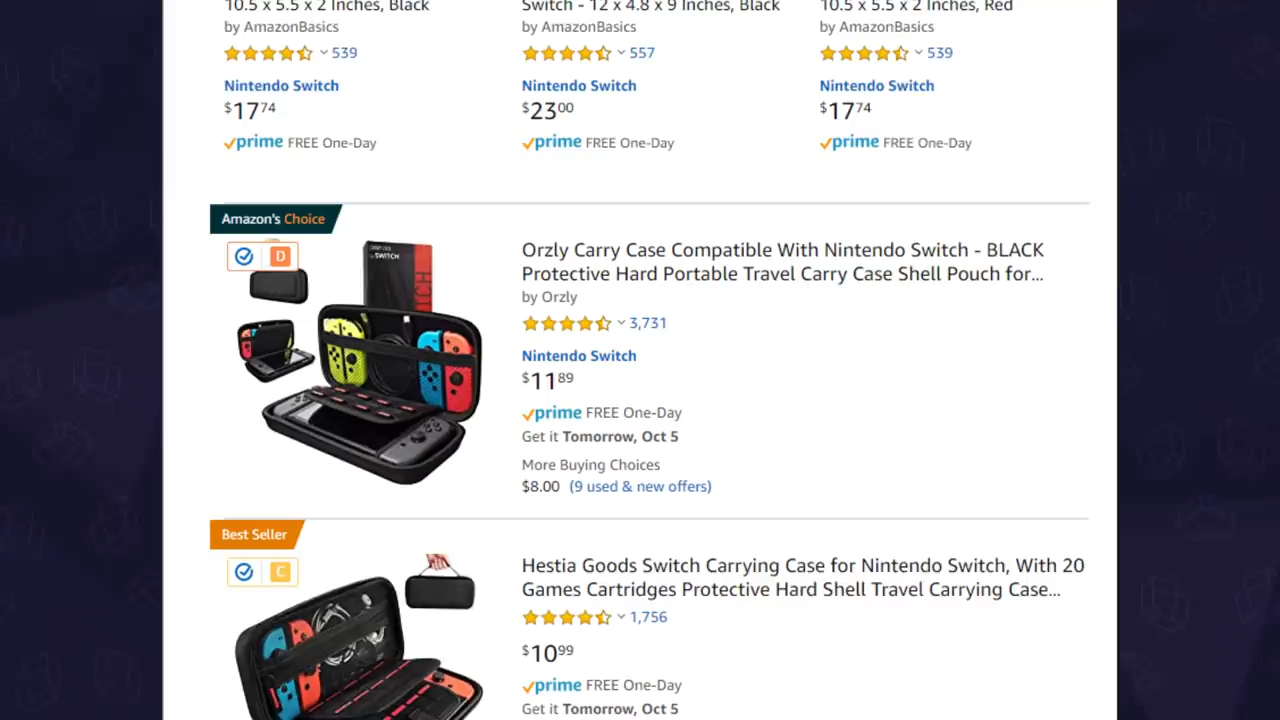 10.5 x 5.5 x 2 Inches, Black
by AmazonBasics
539
Nintendo Switch
$17 74
prime FREE One-Day
Switch - 12 x 4.8 x 9 Inches, Black
by AmazonBasics
557
Nintendo Switch
$23 00
prime FREE One-Day
10.5 x 5.5 x 2 Inches, Red
by AmazonBasics
539
Nintendo Switch
$17 74
prime FREE One-Day
Amazon's Choice
D
SWITCH
Orzly Carry Case Compatible With Nintendo Switch - BLACK
Protective Hard Portable Travel Carry Case Shell Pouch for...
by Orzly
3,731
Nintendo Switch
$11 89
prime FREE One-Day
Get it Tomorrow, Oct 5
More Buying Choices
$8.00 (9 used & new offers)
Best Seller
C
Hestia Goods Switch Carrying Case for Nintendo Switch, With 20
Games Cartridges Protective Hard Shell Travel Carrying Case...
1,756
$10 99
prime FREE One-Day
Get it Tomorrow, Oct 5